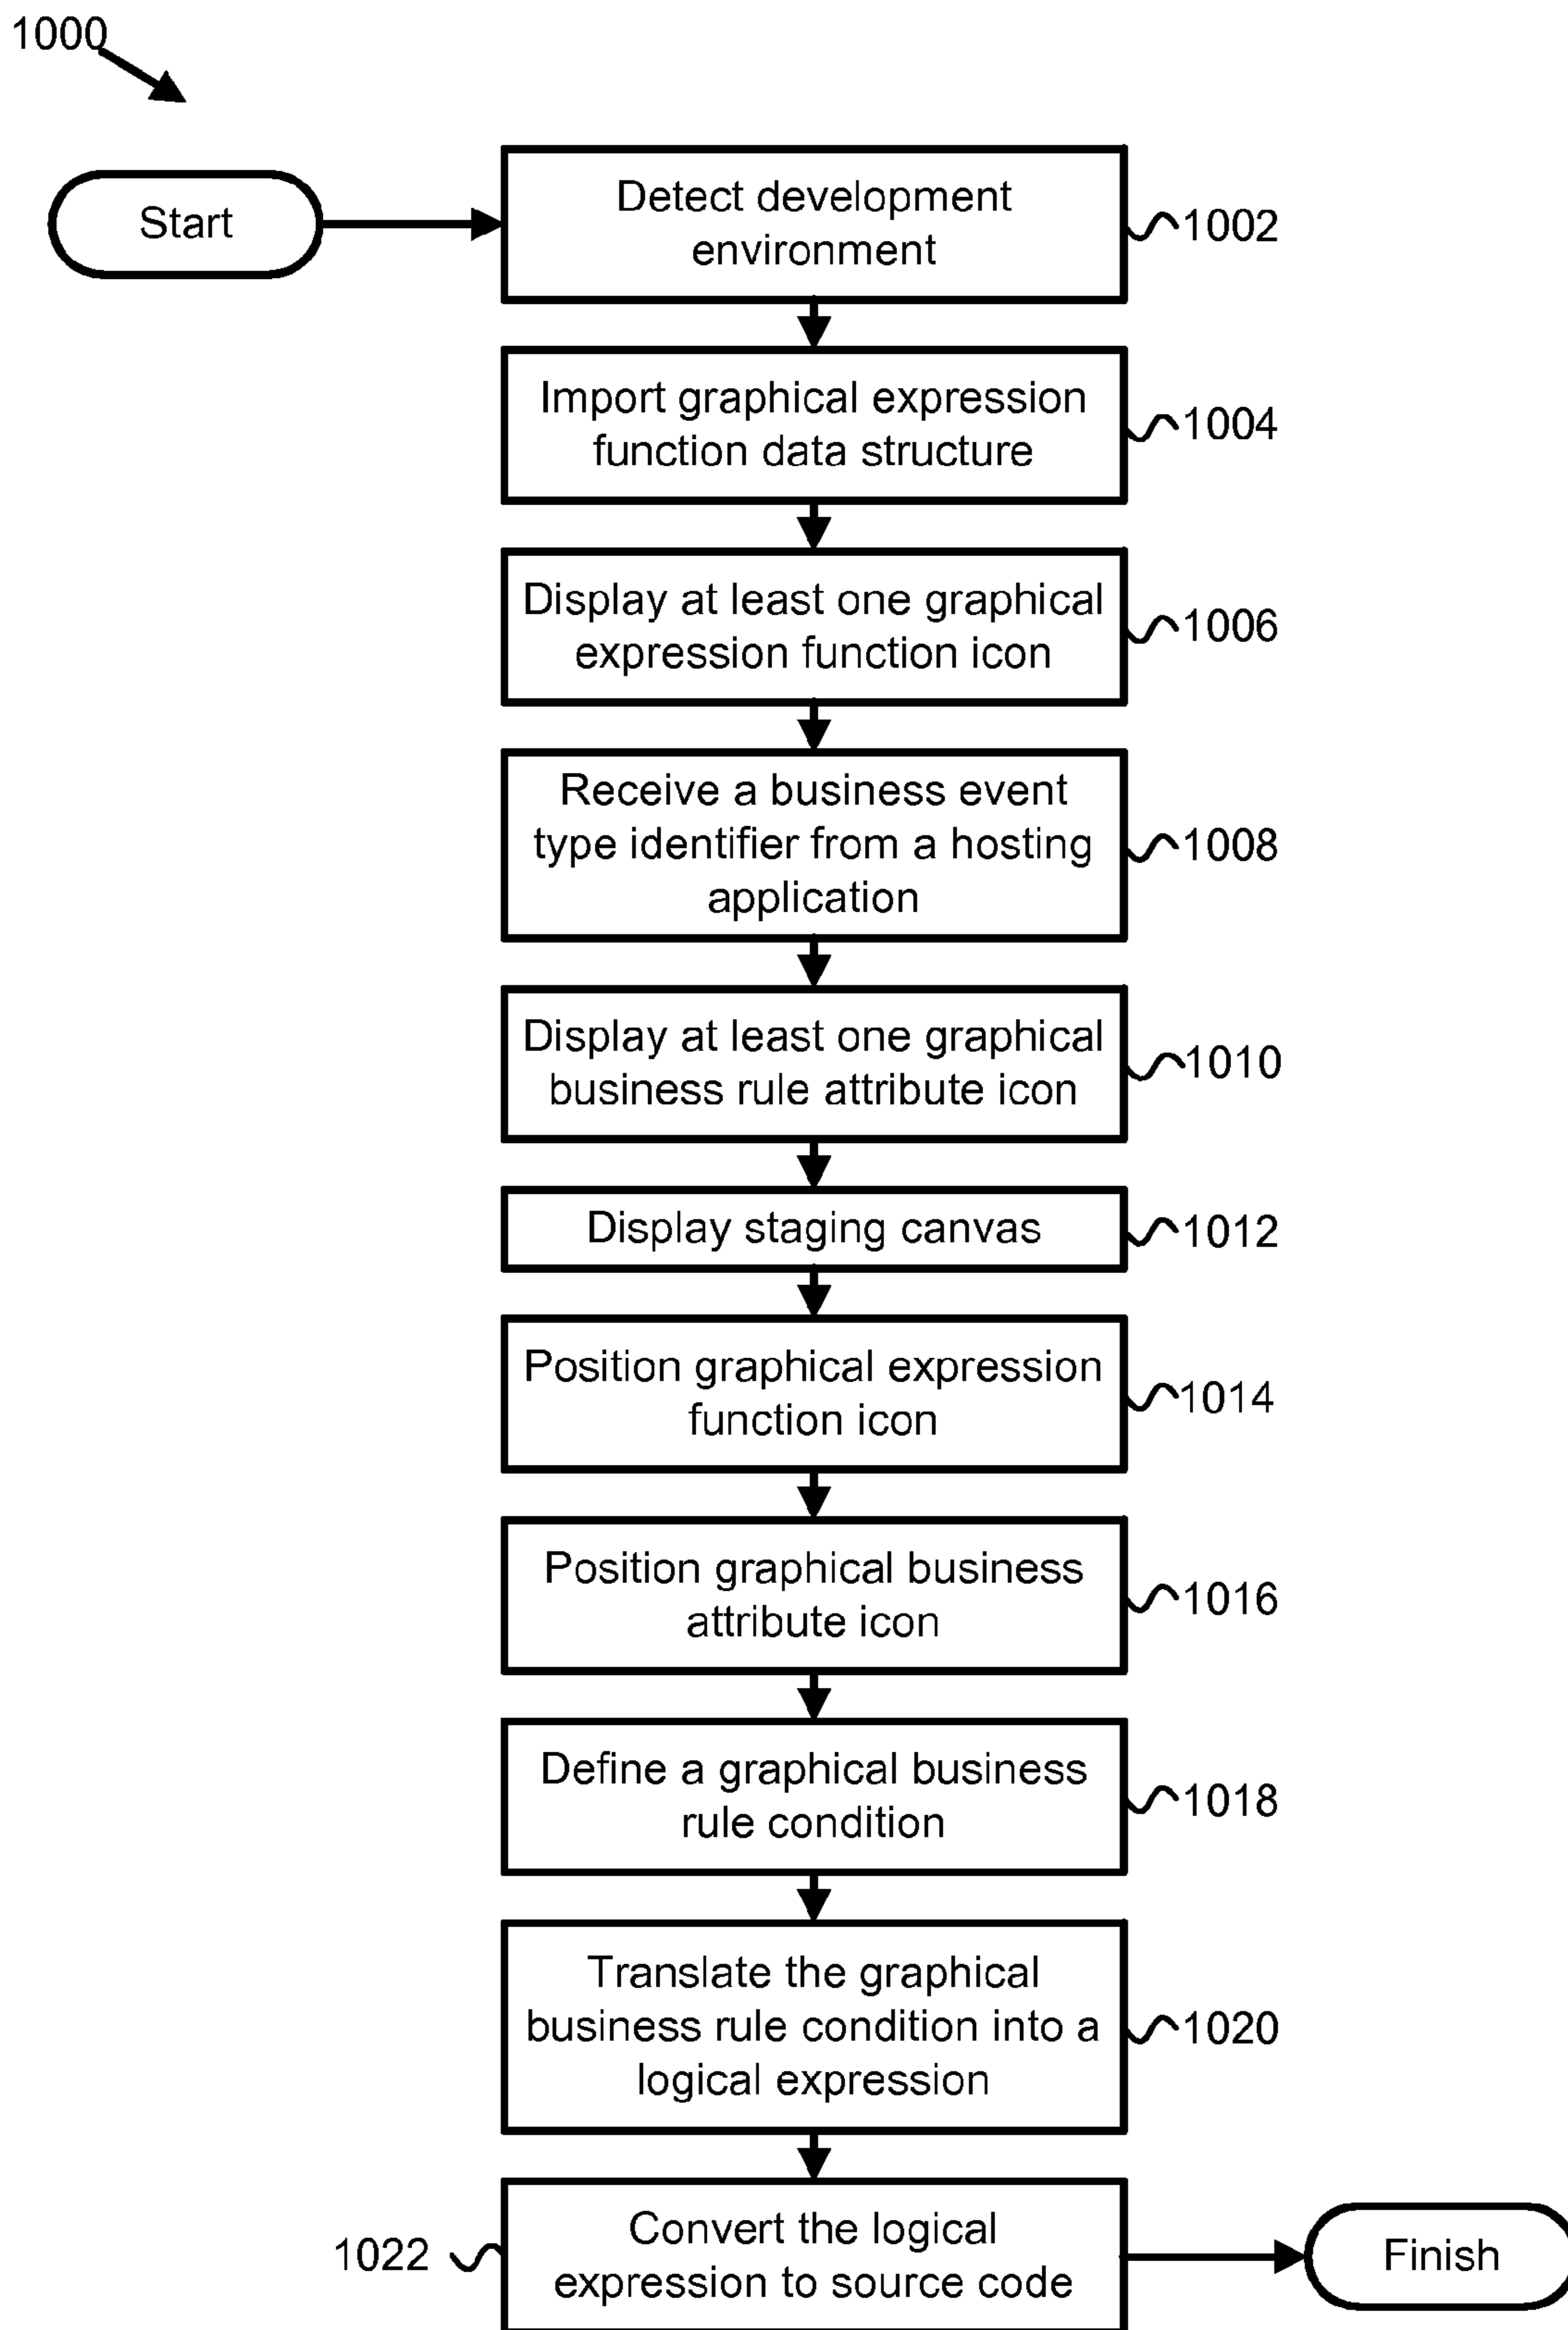 1000
Start
Detect development
environment
1002
Import graphical expression
function data structure
1004
Display at least one graphical
expression function icon
1006
Receive a business event
type identifier from a hosting
application
1008
Display at least one graphical
business rule attribute icon
1010
Display staging canvas
1012
Position graphical expression
function icon
1014
Position graphical business
attribute icon
1016
Define a graphical business
rule condition
1018
Translate the graphical
business rule condition into a
logical expression
1020
1022
Convert the logical
expression to source code
Finish